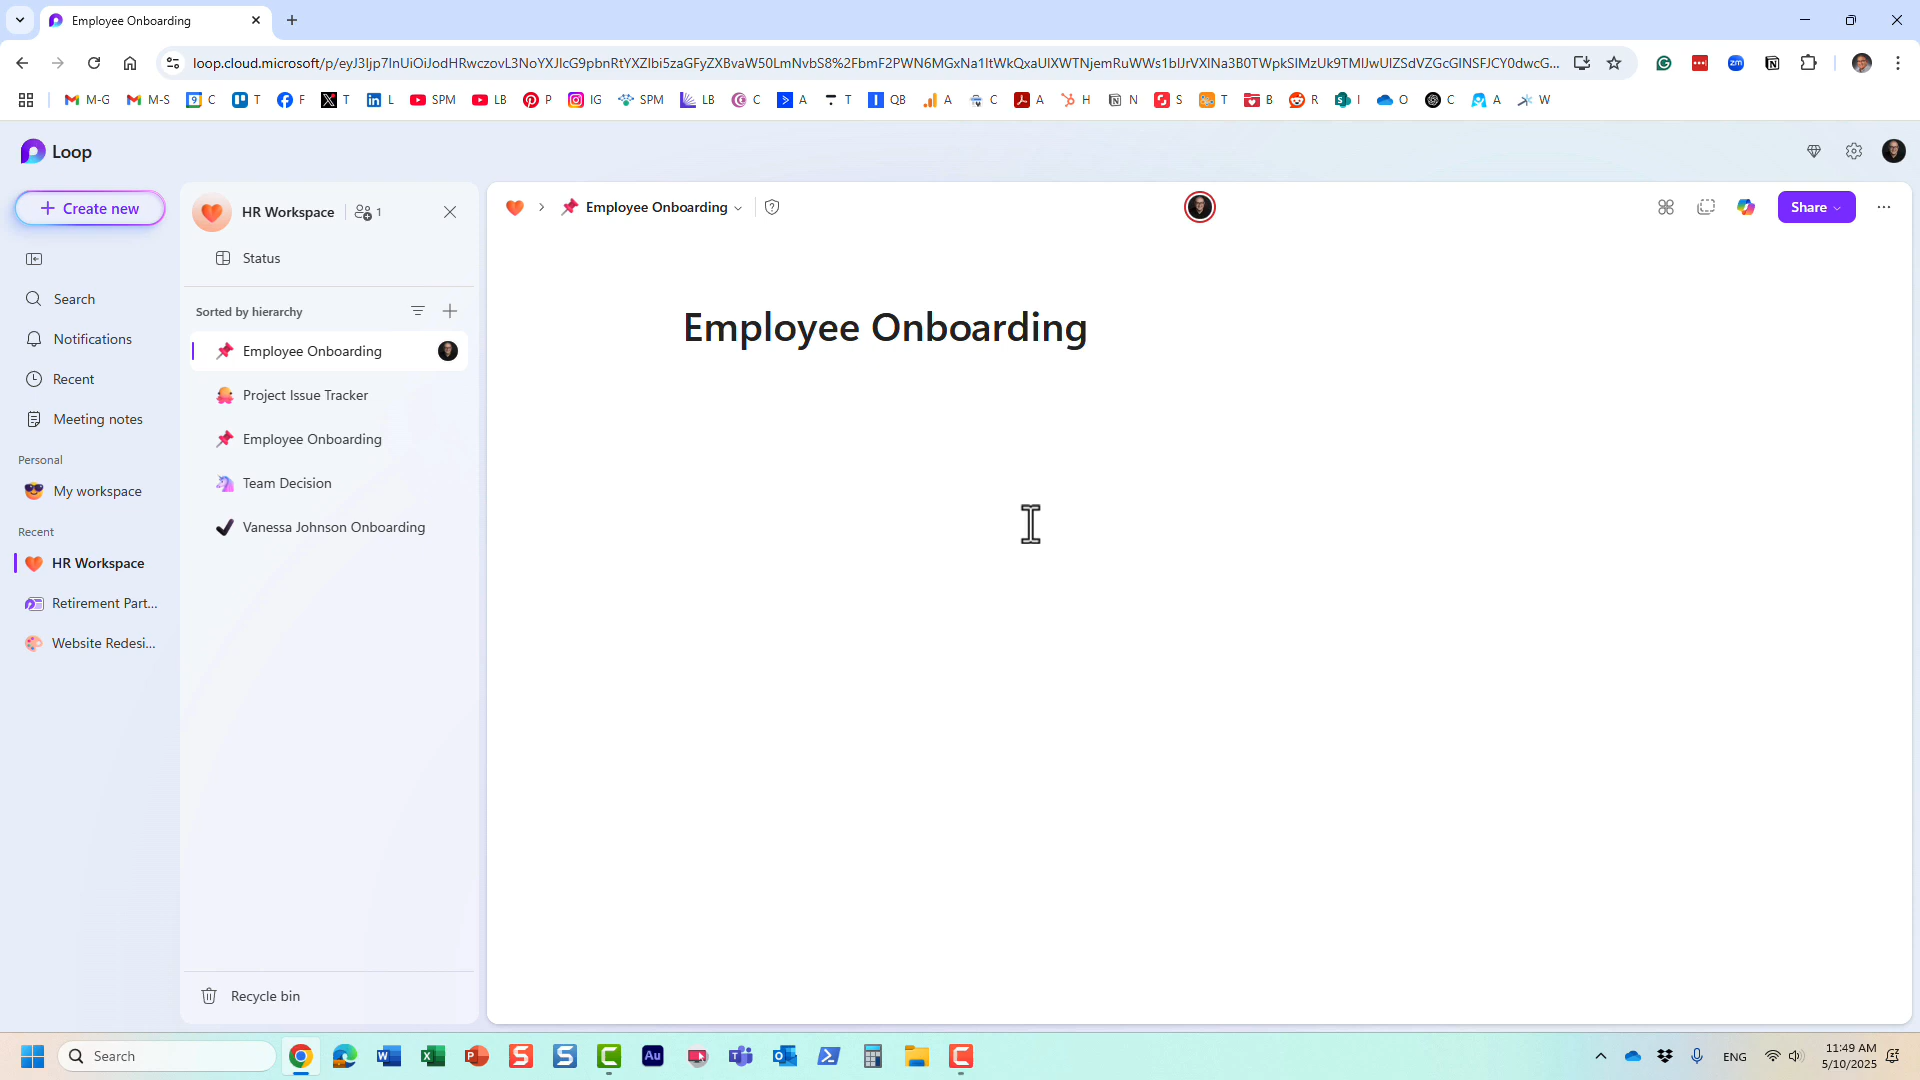 Employee Onboarding
loop.cloud.microsoft/p/
M-G M-S C T F T L SPM LB P IG SPM LB C A T QB A C A H N S T B R I O C A W
Loop
Create new
Search
Notifications
Recent
Meeting notes
Personal
My workspace
Recent
HR Workspace
Retirement Part...
Website Redesi...
HR Workspace
1
Status
Sorted by hierarchy
Employee Onboarding
Project Issue Tracker
Employee Onboarding
Team Decision
Vanessa Johnson Onboarding
Recycle bin
Employee Onboarding
Share
Employee Onboarding
Search
ENG
11:49 AM
5/10/2025